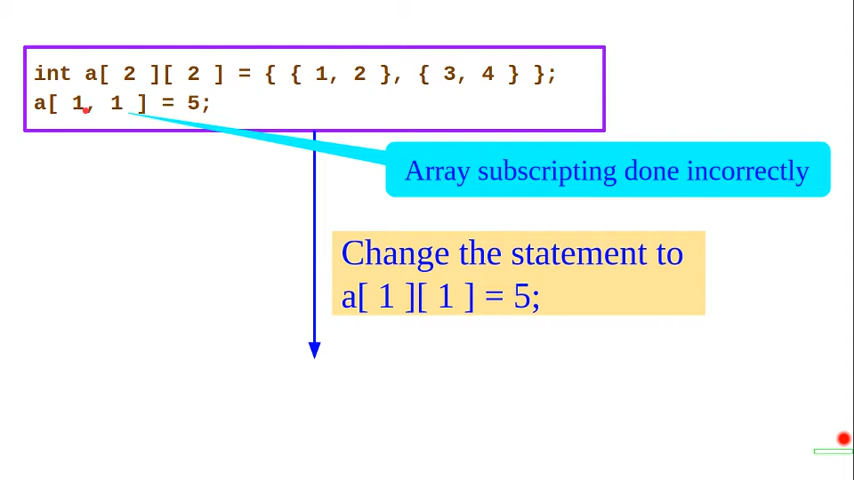 int a[ 2 ][ 2 ] = { { 1, 2 }, { 3, 4 } };
a[ 1, 1 ] = 5;
Array subscripting done incorrectly
Change the statement to
a[ 1 ][ 1 ] = 5;